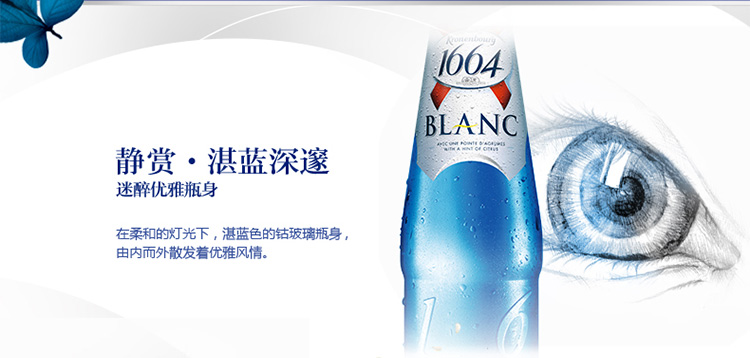 静赏·湛蓝深邃
迷醉优雅瓶身
在柔和的灯光下，湛蓝色的钴玻璃瓶身，
由内而外散发着优雅风情。
Kronenbourg
1664
BLANC
AVEC UNE POINTE D'AGRUMES
WITH A HINT OF CITRUS